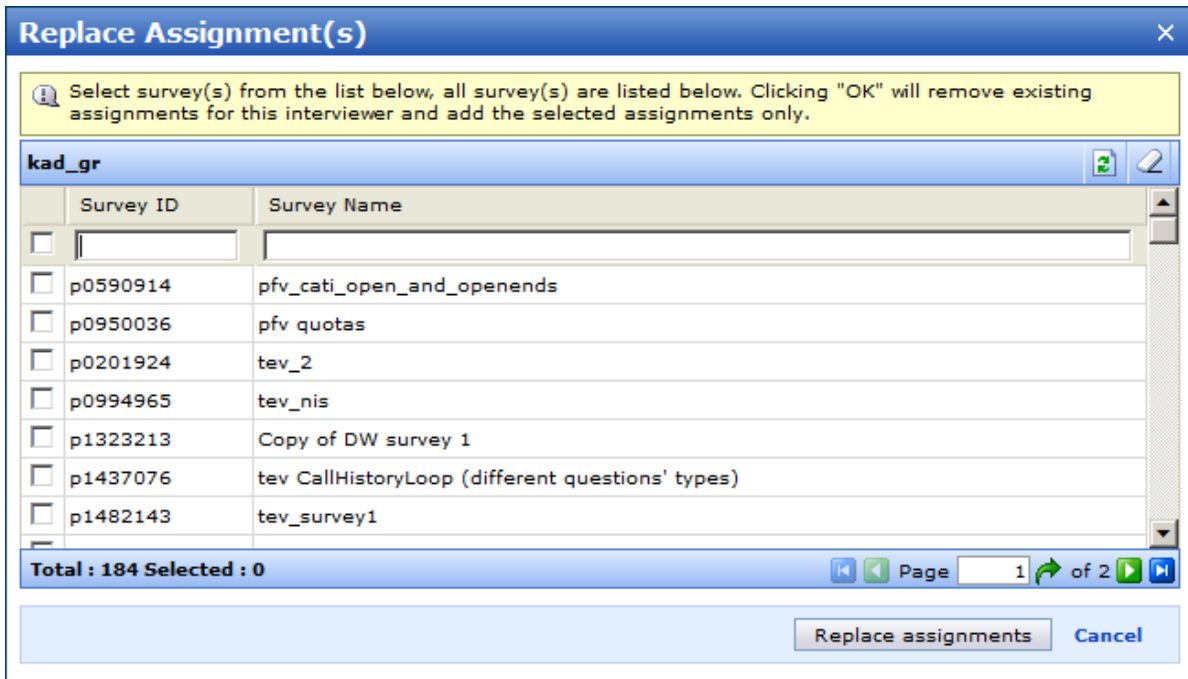 Replace Assignment(s)
Select survey(s) from the list below, all survey(s) are listed below. Clicking "OK" will remove existing
assignments for this interviewer and add the selected assignments only.
kad_gr
Survey ID Survey Name
p0590914 pfv_cati_open_and_openends
p0950036 pfv quotas
p0201924 tev_2
p0994965 tev_nis
p1323213 Copy of DW survey 1
p1437076 tev CallHistoryLoop (different questions' types)
p1482143 tev_survey1
Total : 184 Selected : 0 Page 1 of 2
Replace assignments Cancel